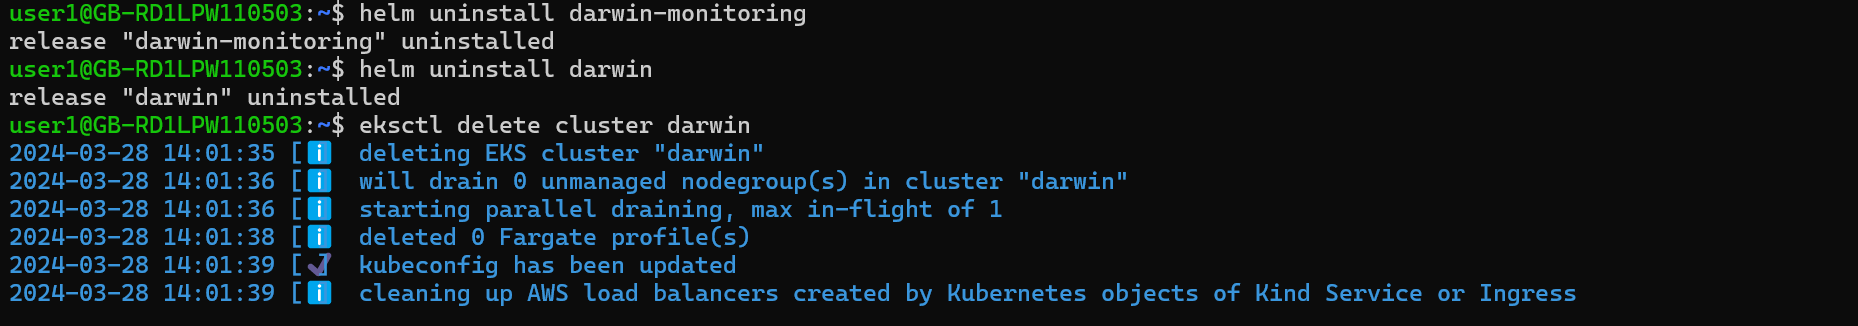 user1@GB-RD1LPW110503:~$ helm uninstall darwin-monitoring
release "darwin-monitoring" uninstalled
user1@GB-RD1LPW110503:~$ helm uninstall darwin
release "darwin" uninstalled
user1@GB-RD1LPW110503:~$ eksctl delete cluster darwin
2024-03-28 14:01:35 [ℹ]  deleting EKS cluster "darwin"
2024-03-28 14:01:36 [ℹ]  will drain 0 unmanaged nodegroup(s) in cluster "darwin"
2024-03-28 14:01:36 [ℹ]  starting parallel draining, max in-flight of 1
2024-03-28 14:01:38 [ℹ]  deleted 0 Fargate profile(s)
2024-03-28 14:01:39 [✔]  kubeconfig has been updated
2024-03-28 14:01:39 [ℹ]  cleaning up AWS load balancers created by Kubernetes objects of Kind Service or Ingress